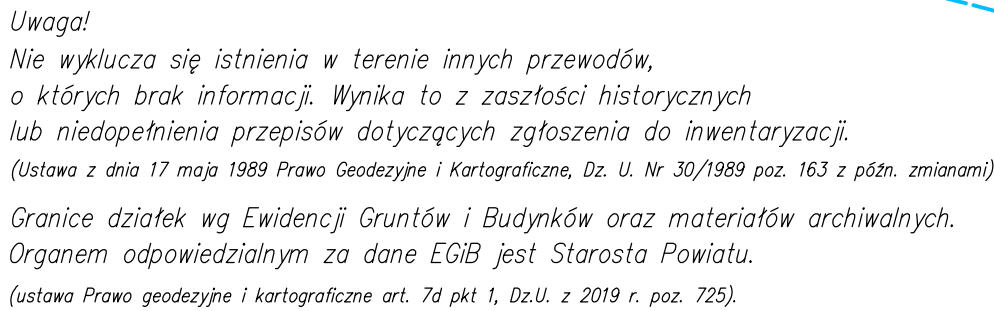 Uwaga!
Nie wyklucza się istnienia w terenie innych przewodów,
o których brak informacji. Wynika to z zaszłości historycznych
lub niedopełnienia przepisów dotyczących zgłoszenia do inwentaryzacji.
(Ustawa z dnia 17 maja 1989 Prawo Geodezyjne i Kartograficzne, Dz. U. Nr 30/1989 poz. 163 z późn. zmianami)
Granice działek wg Ewidencji Gruntów i Budynków oraz materiałów archiwalnych.
Organem odpowiedzialnym za dane EGiB jest Starosta Powiatu.
(ustawa Prawo geodezyjne i kartograficzne art. 7d pkt 1, Dz.U. z 2019 r. poz. 725).